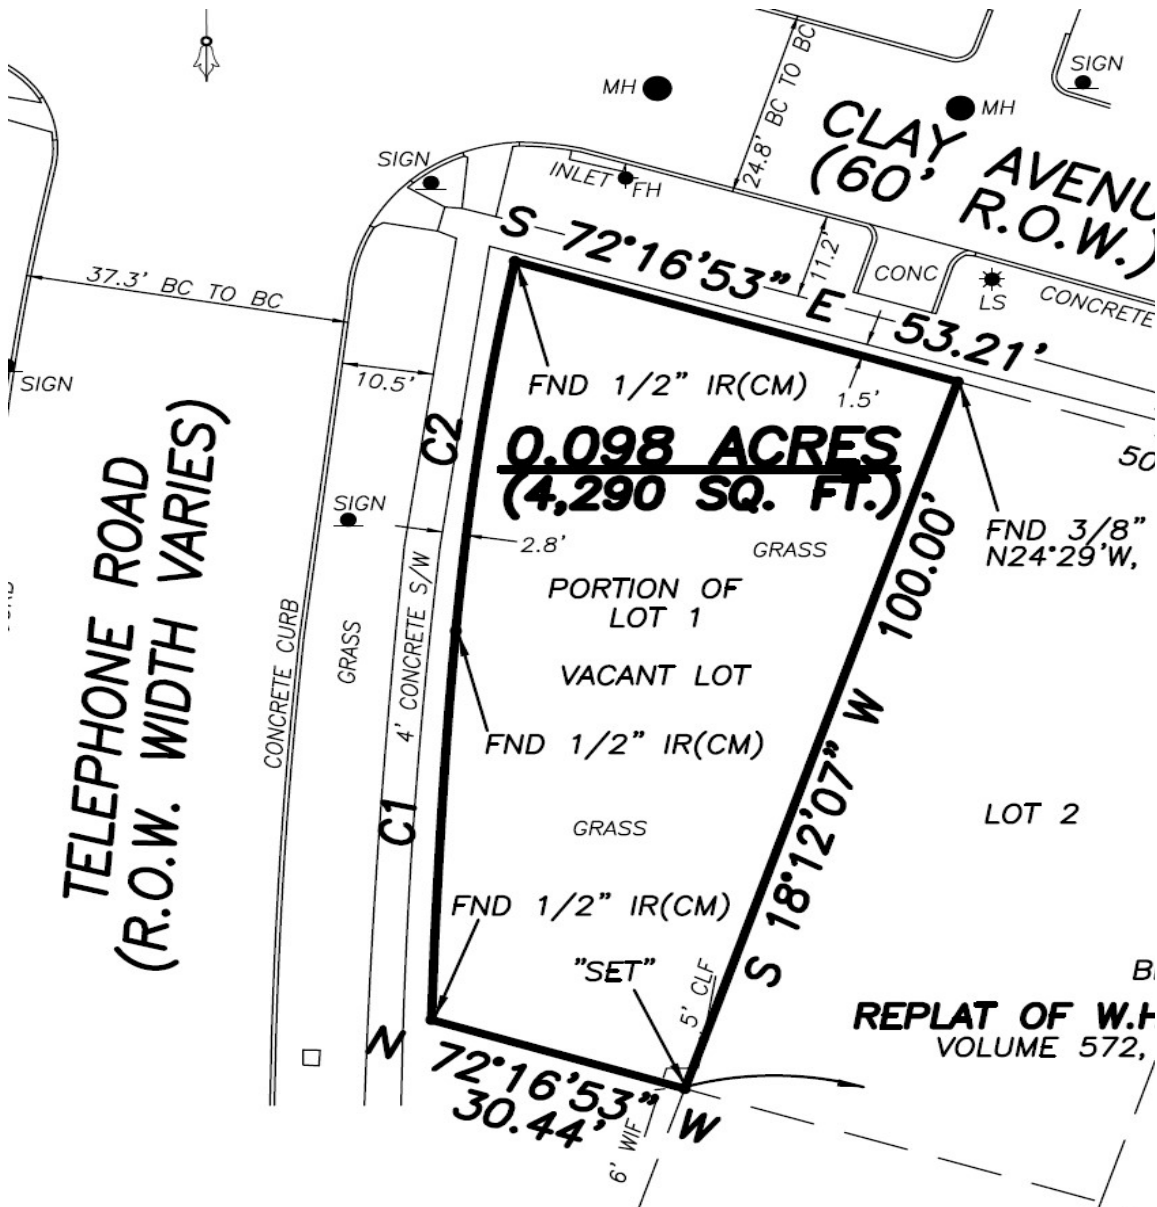 MH
24.8' BC TO BC
SIGN
MH
CLAY AVENU
(60' R.O.W.)
SIGN
INLET
FH
S 72°16'53" E 53.21'
11.2'
CONC
LS
CONCRETE
37.3' BC TO BC
SIGN
10.5'
FND 1/2" IR(CM)
1.5'
0.098 ACRES
(4,290 SQ. FT.)
50
C2
SIGN
2.8'
GRASS
FND 3/8"
N24°29'W,
TELEPHONE ROAD
(R.O.W. WIDTH VARIES)
CONCRETE CURB
GRASS
4' CONCRETE S/W
PORTION OF
LOT 1
VACANT LOT
S 18°12'07" W 100.00'
FND 1/2" IR(CM)
C1
GRASS
LOT 2
FND 1/2" IR(CM)
"SET"
5' CLF
REPLAT OF W.H
VOLUME 572,
N 72°16'53" W
30.44'
6' WIF